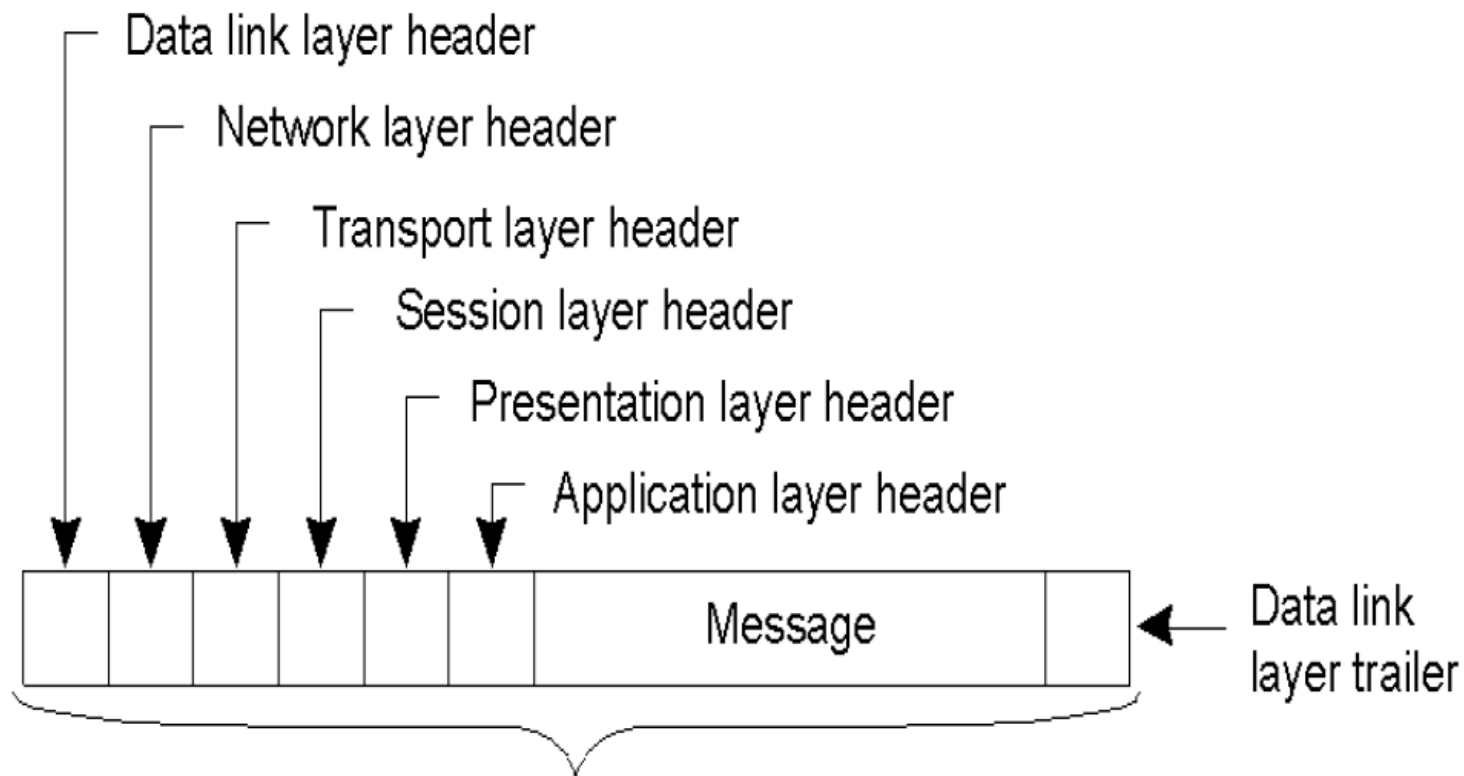 Data link layer header
Network layer header
Transport layer header
Session layer header
Presentation layer header
Application layer header
Message
Data link
layer trailer